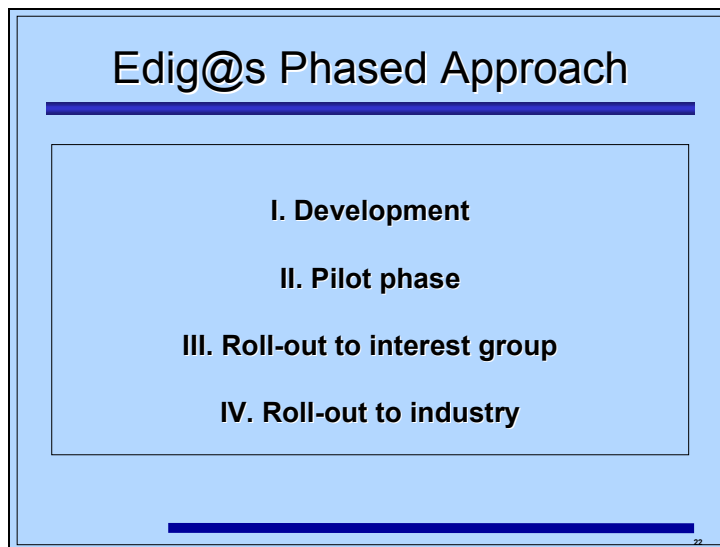 Edig@s Phased Approach
I. Development
II. Pilot phase
III. Roll-out to interest group
IV. Roll-out to industry
22